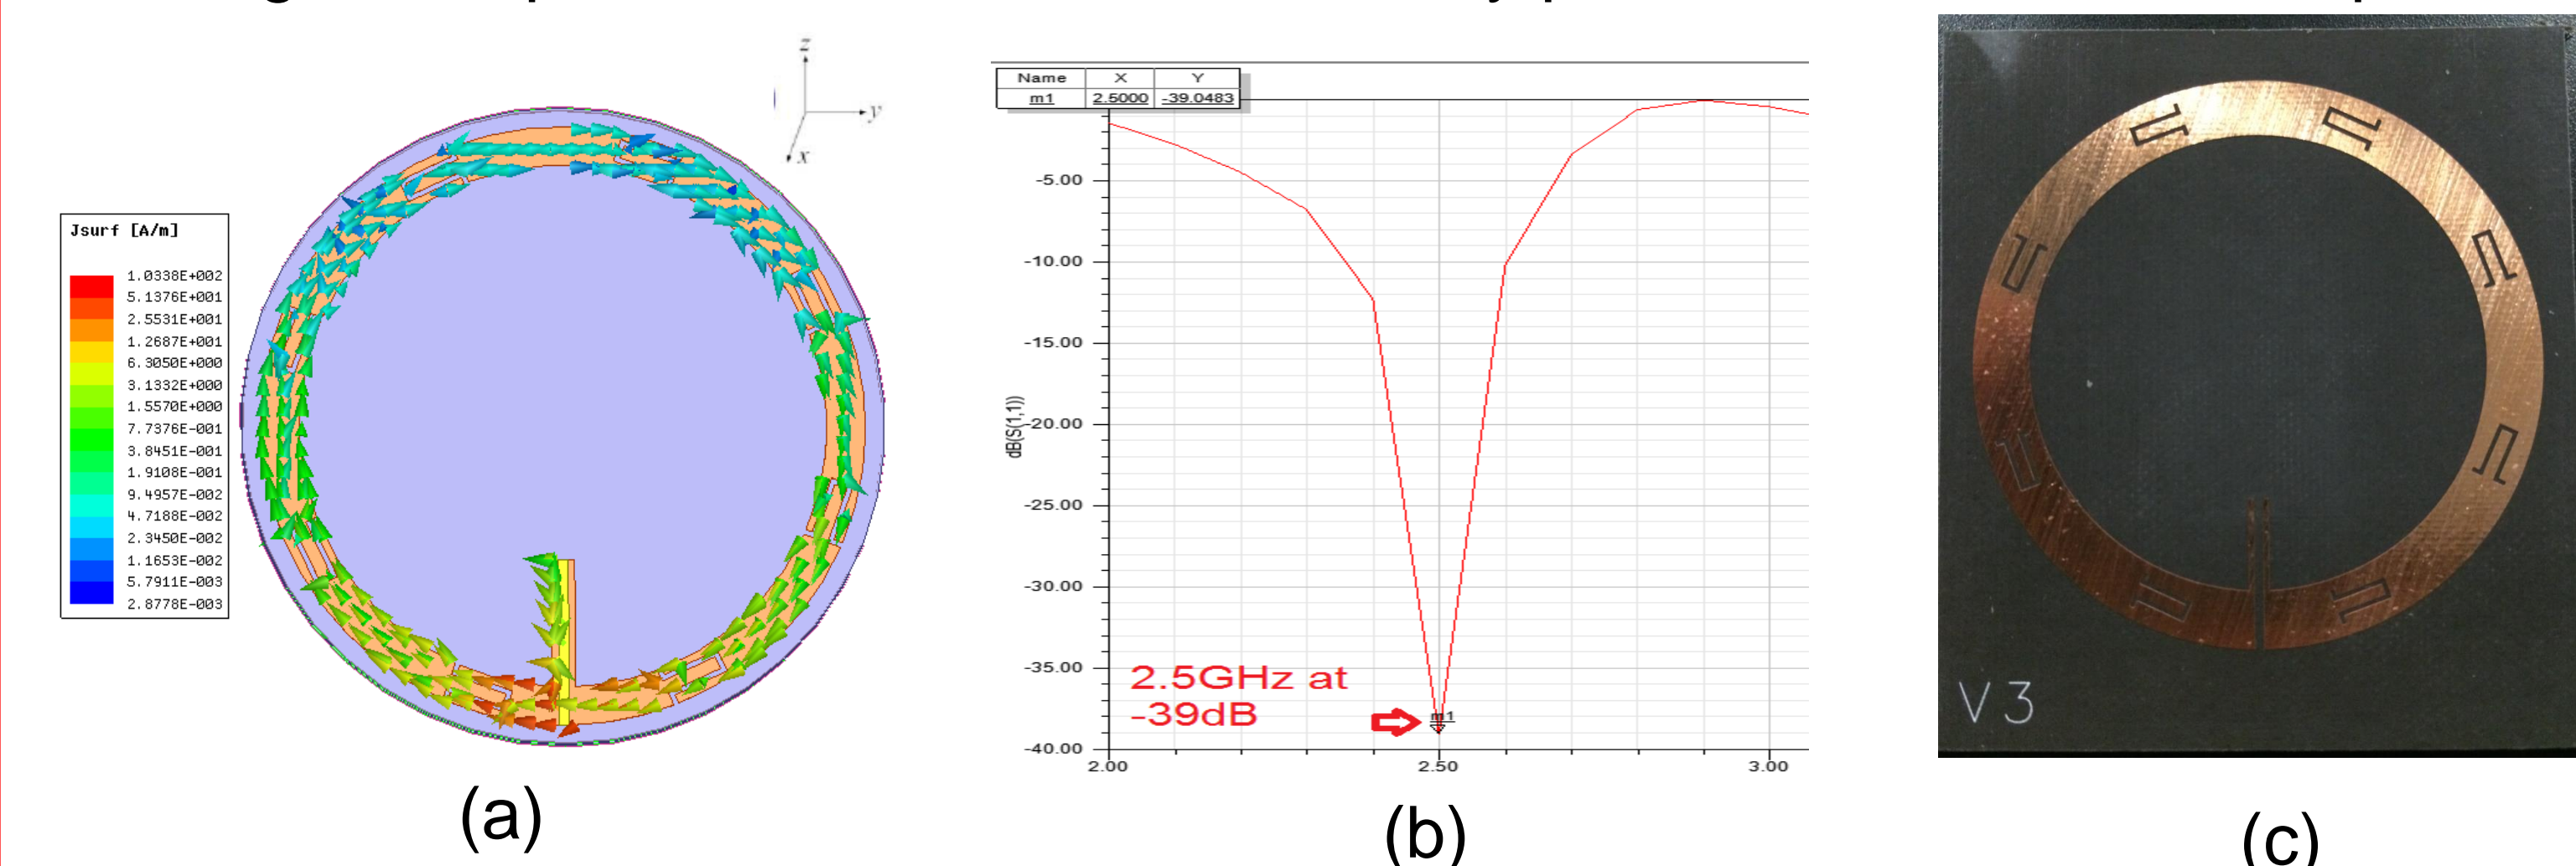 z
y
x
Jsurf [A/m]
1.0338E+002
5.1376E+001
2.5531E+001
1.2687E+001
6.3050E+000
3.1332E+000
1.5570E+000
7.7376E-001
3.8451E-001
1.9108E-001
9.4957E-002
4.7188E-002
2.3450E-002
1.1653E-002
5.7911E-003
2.8778E-003
(a)
Name X Y
m1 2.5000 -39.0483
dB(S(1,1))
-5.00
-10.00
-15.00
-20.00
-25.00
-30.00
-35.00
-40.00
2.00 2.50 3.00
2.5GHz at
-39dB
m1
(b)
V3
(c)